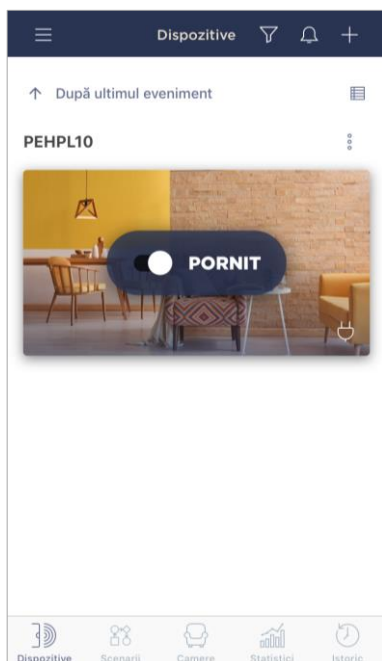 Dispozitive
După ultimul eveniment
PEHPL10
PORNIT
Dispozitive Scenarii Camere Statistici Istoric